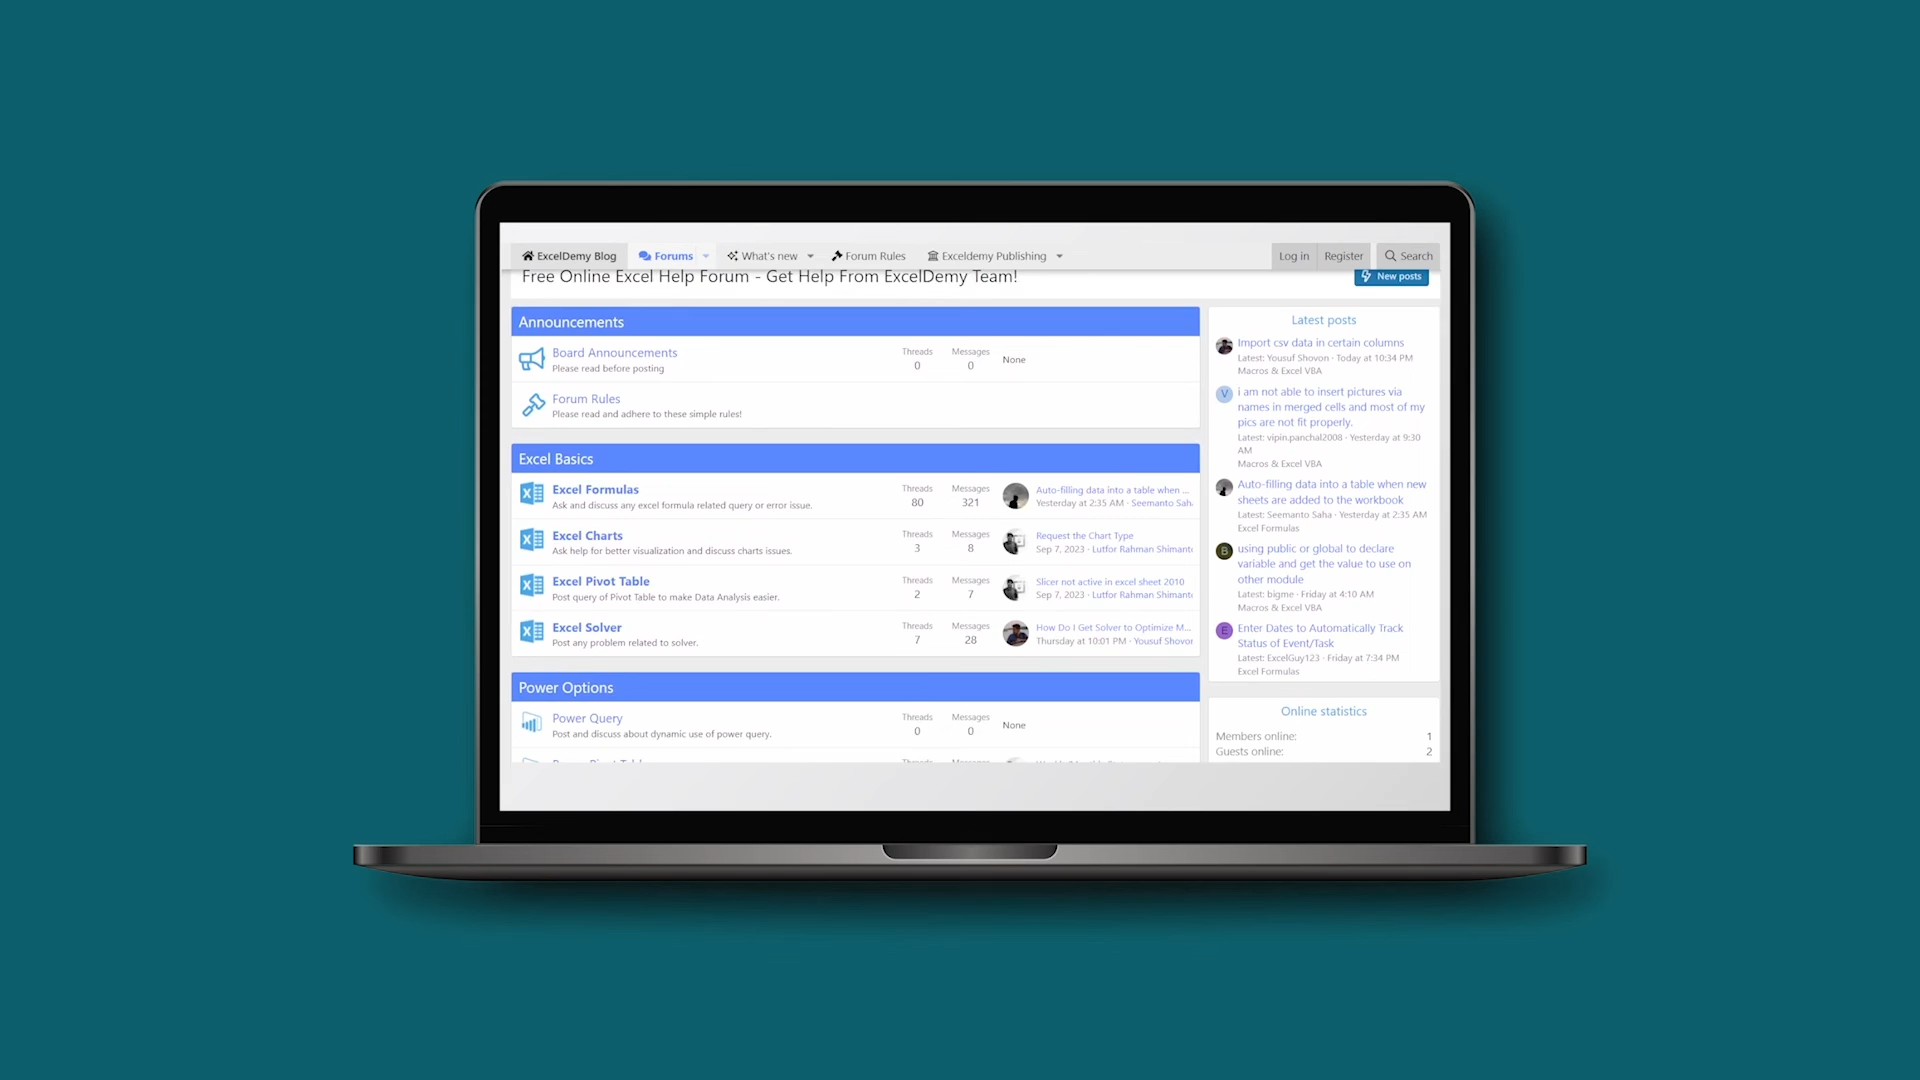 ExcelDemy Blog Forums What's new Forum Rules Exceldemy Publishing Log in Register Search
Free Online Excel Help Forum - Get Help From ExcelDemy Team!
New posts
Announcements
Board Announcements
Please read before posting
Threads
0
Messages
0
None
Forum Rules
Please read and adhere to these simple rules!
Excel Basics
Excel Formulas
Ask and discuss any excel formula related query or error issue.
Threads
80
Messages
321
Auto-filling data into a table when ...
Yesterday at 2:35 AM · Seemanto Sah
Excel Charts
Ask help for better visualization and discuss charts issues.
Threads
3
Messages
8
Request the Chart Type
Sep 7, 2023 · Lutfor Rahman Shimant
Excel Pivot Table
Post query of Pivot Table to make Data Analysis easier.
Threads
2
Messages
7
Slicer not active in excel sheet 2010
Sep 7, 2023 · Lutfor Rahman Shimant
Excel Solver
Post any problem related to solver.
Threads
7
Messages
28
How Do I Get Solver to Optimize M...
Thursday at 10:01 PM · Yousuf Shovor
Power Options
Power Query
Post and discuss about dynamic use of power query.
Threads
0
Messages
0
None
Latest posts
Import csv data in certain columns
Latest: Yousuf Shovon · Today at 10:34 PM
Macros & Excel VBA
V
i am not able to insert pictures via
names in merged cells and most of my
pics are not fit properly.
Latest: vipin.panchal2008 · Yesterday at 9:30
AM
Macros & Excel VBA
Auto-filling data into a table when new
sheets are added to the workbook
Latest: Seemanto Saha · Yesterday at 2:35 AM
Excel Formulas
B
using public or global to declare
variable and get the value to use on
other module
Latest: bigme · Friday at 4:10 AM
Macros & Excel VBA
E
Enter Dates to Automatically Track
Status of Event/Task
Latest: ExcelGuy123 · Friday at 7:34 PM
Excel Formulas
Online statistics
Members online: 1
Guests online: 2